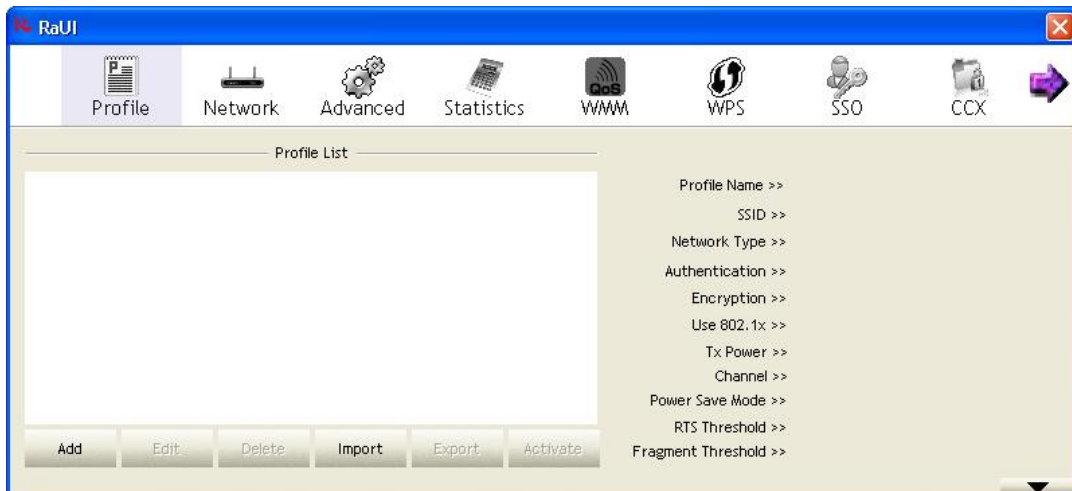 RaUI
Profile Network Advanced Statistics WMM WPS SSO CCX
QoS
Profile List
Profile Name >>
SSID >>
Network Type >>
Authentication >>
Encryption >>
Use 802.1x >>
Tx Power >>
Channel >>
Power Save Mode >>
RTS Threshold >>
Fragment Threshold >>
Add Edit Delete Import Export Activate